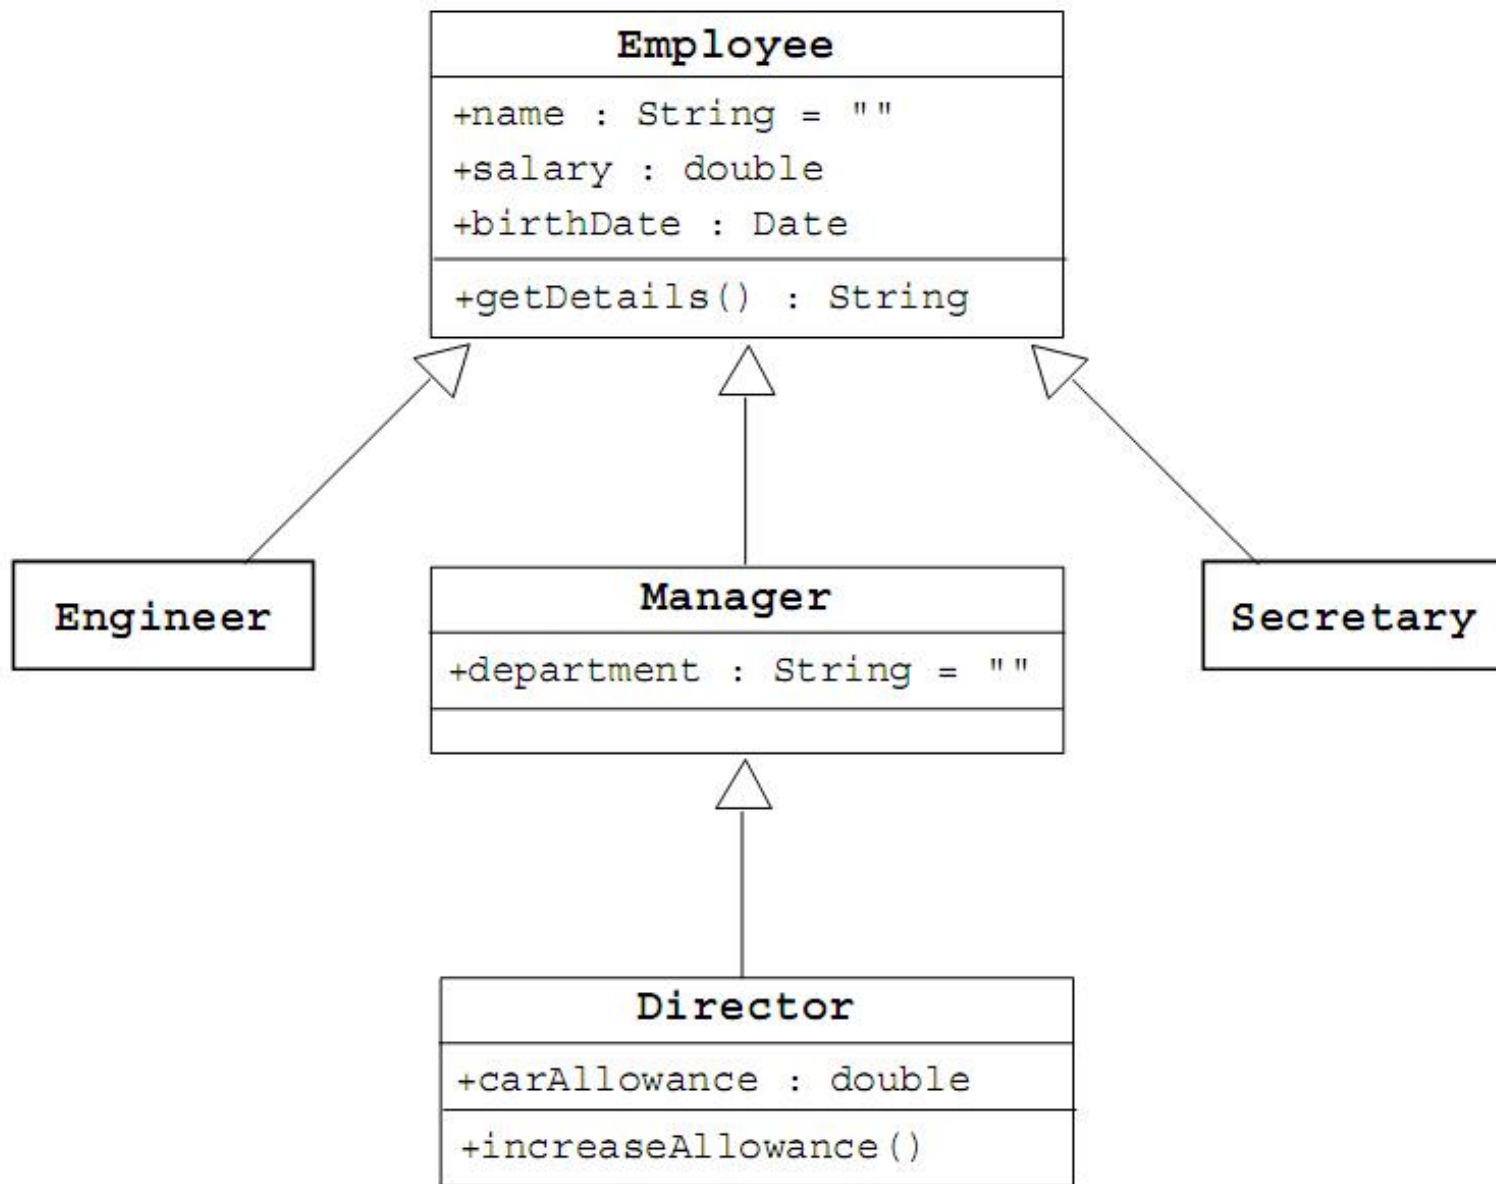 Employee
+name : String = ""
+salary : double
+birthDate : Date
+getDetails() : String
Engineer
Manager
Secretary
+department : String = ""
Director
+carAllowance : double
+increaseAllowance()